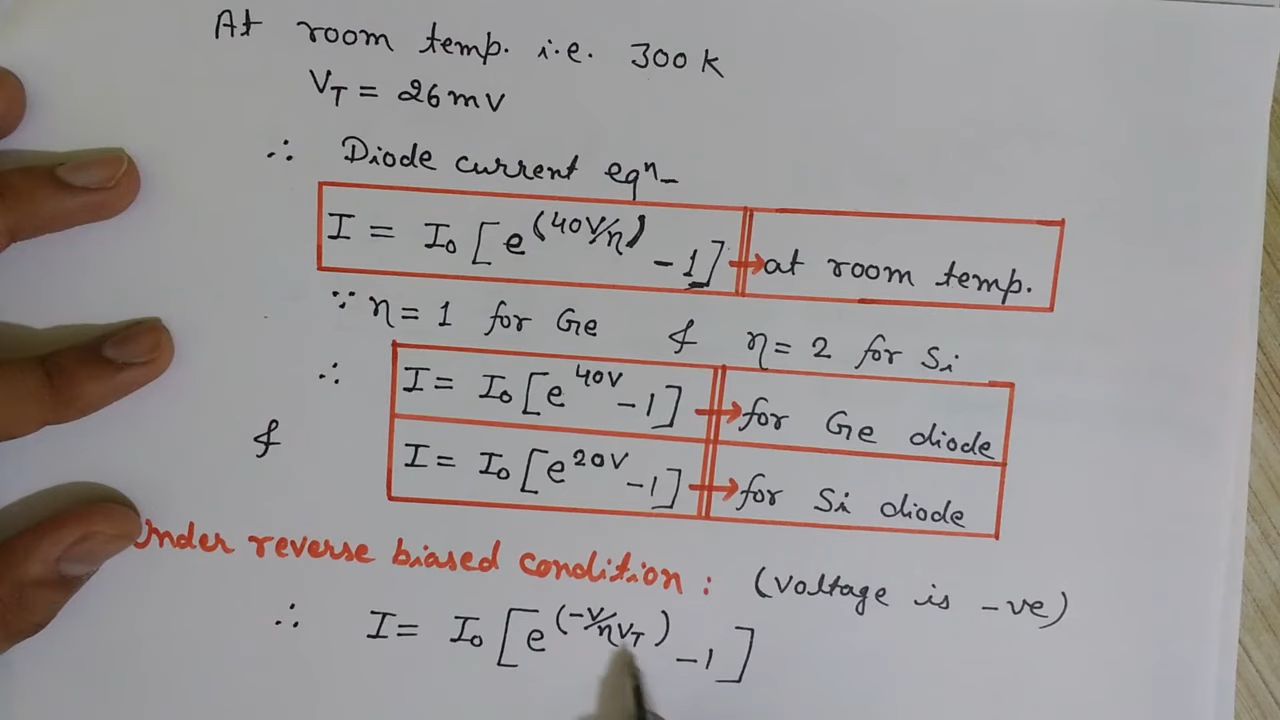 At room temp. i.e. 300 K
V_T = 26 mV
∴ Diode current eqⁿ-
I = I₀ [e^(40V/η) - 1] → at room temp.
∵ η = 1 for Ge & η = 2 for Si
∴ I = I₀ [e^40V - 1] → for Ge diode
& I = I₀ [e^20V - 1] → for Si diode
Under reverse biased condition : (voltage is -ve)
∴ I = I₀ [e^(-V/ηV_T) - 1]